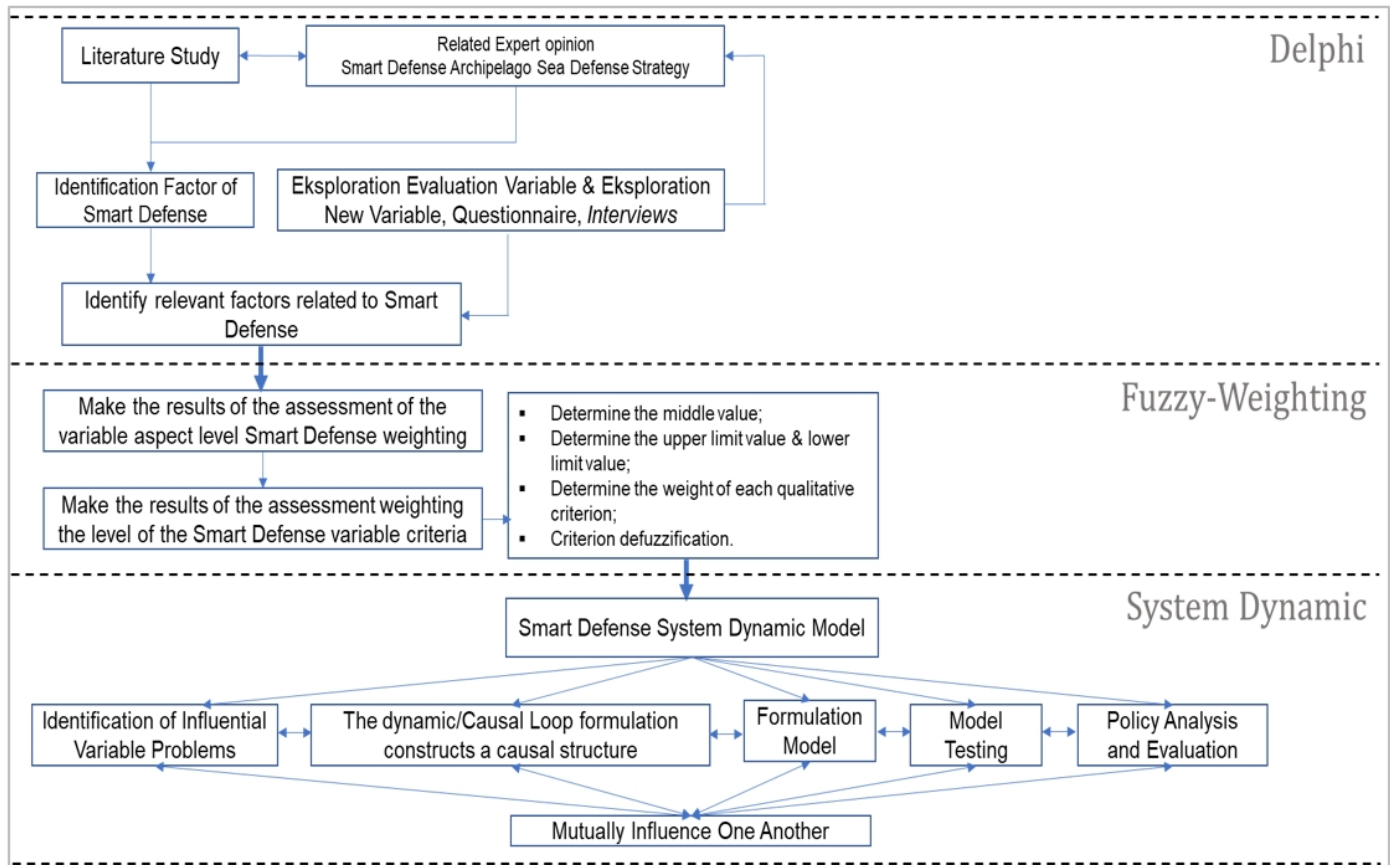 Delphi
Literature Study
Related Expert opinion
Smart Defense Archipelago Sea Defense Strategy
Identification Factor of
Smart Defense
Eksploration Evaluation Variable & Eksploration
New Variable, Questionnaire, Interviews
Identify relevant factors related to Smart
Defense
Fuzzy-Weighting
Make the results of the assessment of the
variable aspect level Smart Defense weighting
Make the results of the assessment weighting
the level of the Smart Defense variable criteria
▪ Determine the middle value;
▪ Determine the upper limit value & lower
limit value;
▪ Determine the weight of each qualitative
criterion;
▪ Criterion defuzzification.
System Dynamic
Smart Defense System Dynamic Model
Identification of Influential
Variable Problems
The dynamic/Causal Loop formulation
constructs a causal structure
Formulation
Model
Model
Testing
Policy Analysis
and Evaluation
Mutually Influence One Another